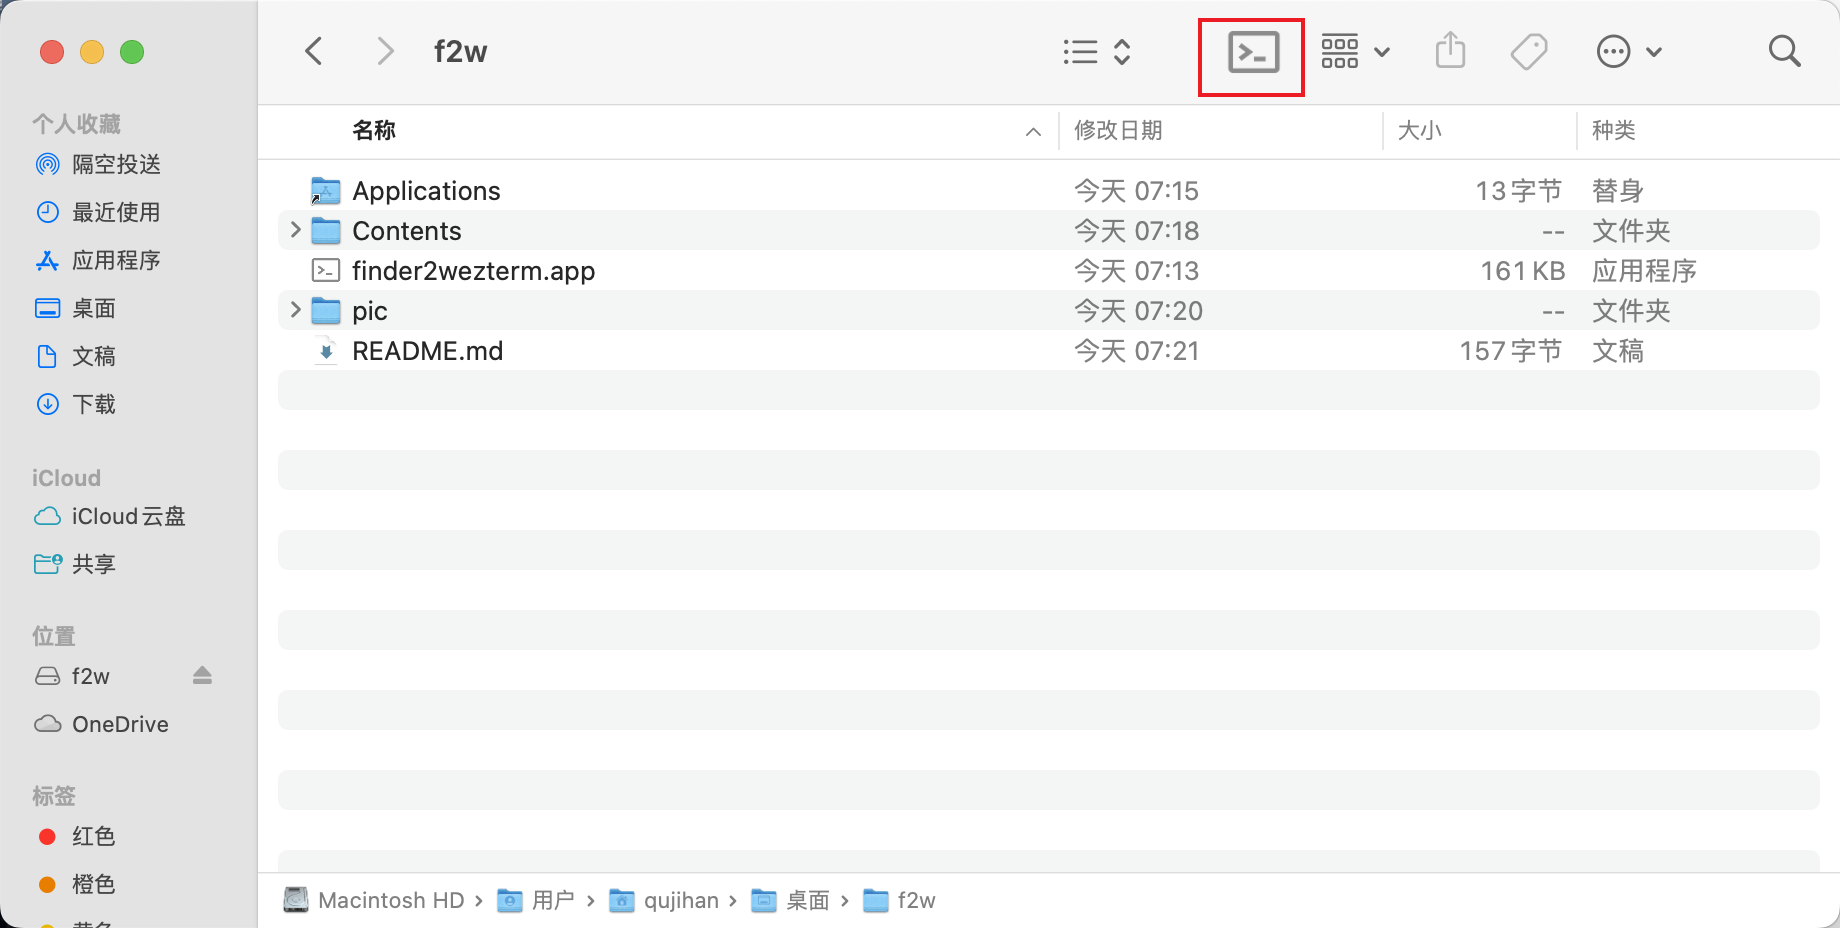 f2w
个人收藏
隔空投送
最近使用
应用程序
桌面
文稿
下载
iCloud
iCloud云盘
共享
位置
f2w
OneDrive
标签
红色
橙色
名称 修改日期 大小 种类
Applications 今天 07:15 13字节 替身
Contents 今天 07:18 -- 文件夹
finder2wezterm.app 今天 07:13 161 KB 应用程序
pic 今天 07:20 -- 文件夹
README.md 今天 07:21 157字节 文稿
Macintosh HD › 用户 › qujihan › 桌面 › f2w